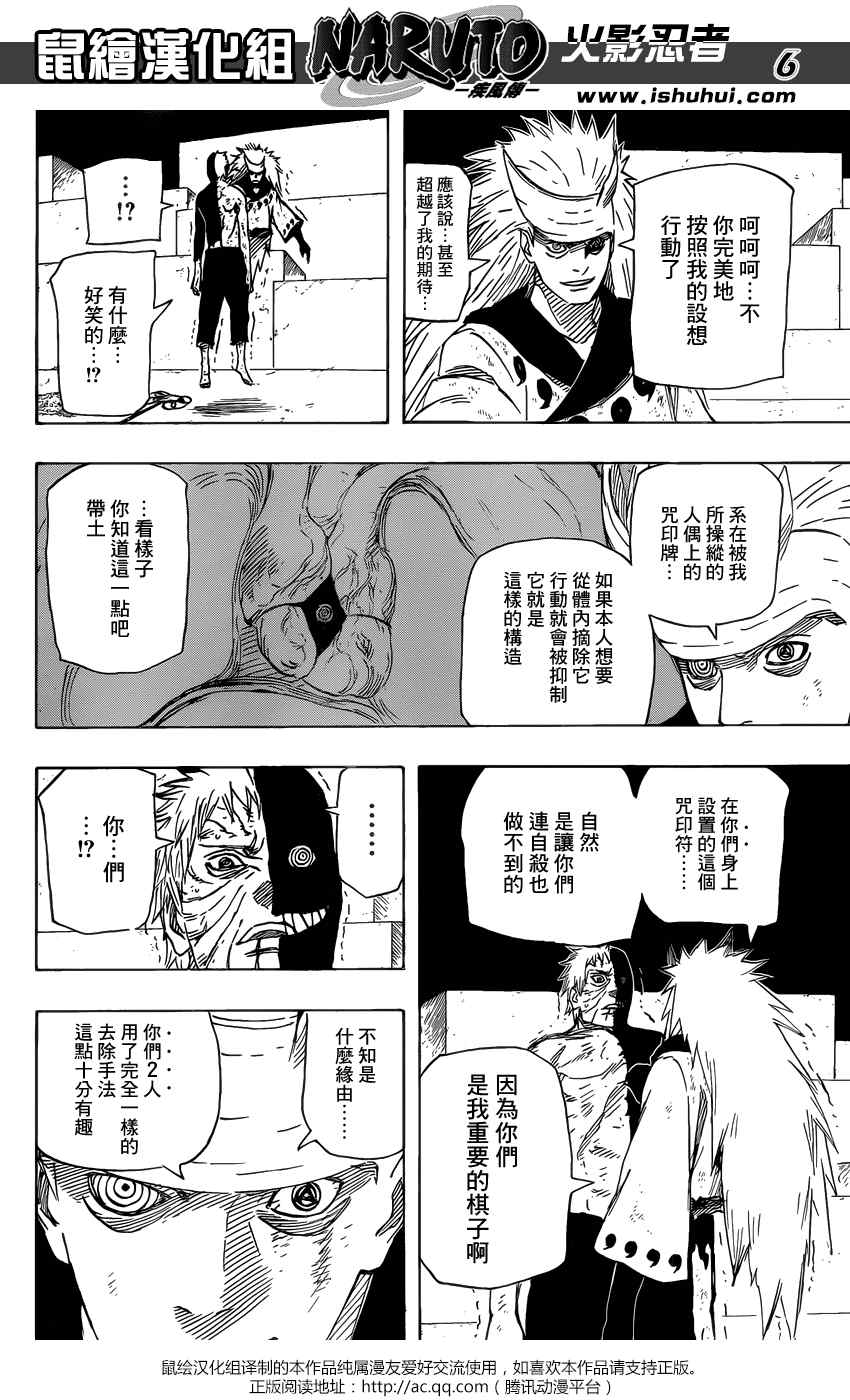 鼠繪漢化組
NARUTO
火影忍者
6
-疾風傳-
www.ishuhui.com
呵呵呵…不
你完美地
按照我的設想
行動了
應該說…甚至
超越了我的期待…
…!?
有什麼…
好笑的…!?
系在被我
所操縱的
人偶上的
咒印牌…
如果本人想要
從體內摘除它
行動就會被抑制
它就是
這樣的構造
…看樣子
你知道這一點吧
帶土
在你們身上
設置的這個
咒印符……
自然
是讓你們
連自殺也
做不到的
因為你們
是我重要的棋子啊
……
你…們
…!?
不知是
什麼緣由……
你們2人
用了完全一樣的
去除手法
這點十分有趣
鼠绘汉化组译制的本作品纯属漫友爱好交流使用，如喜欢本作品请支持正版。
正版阅读地址：http://ac.qq.com（腾讯动漫平台）